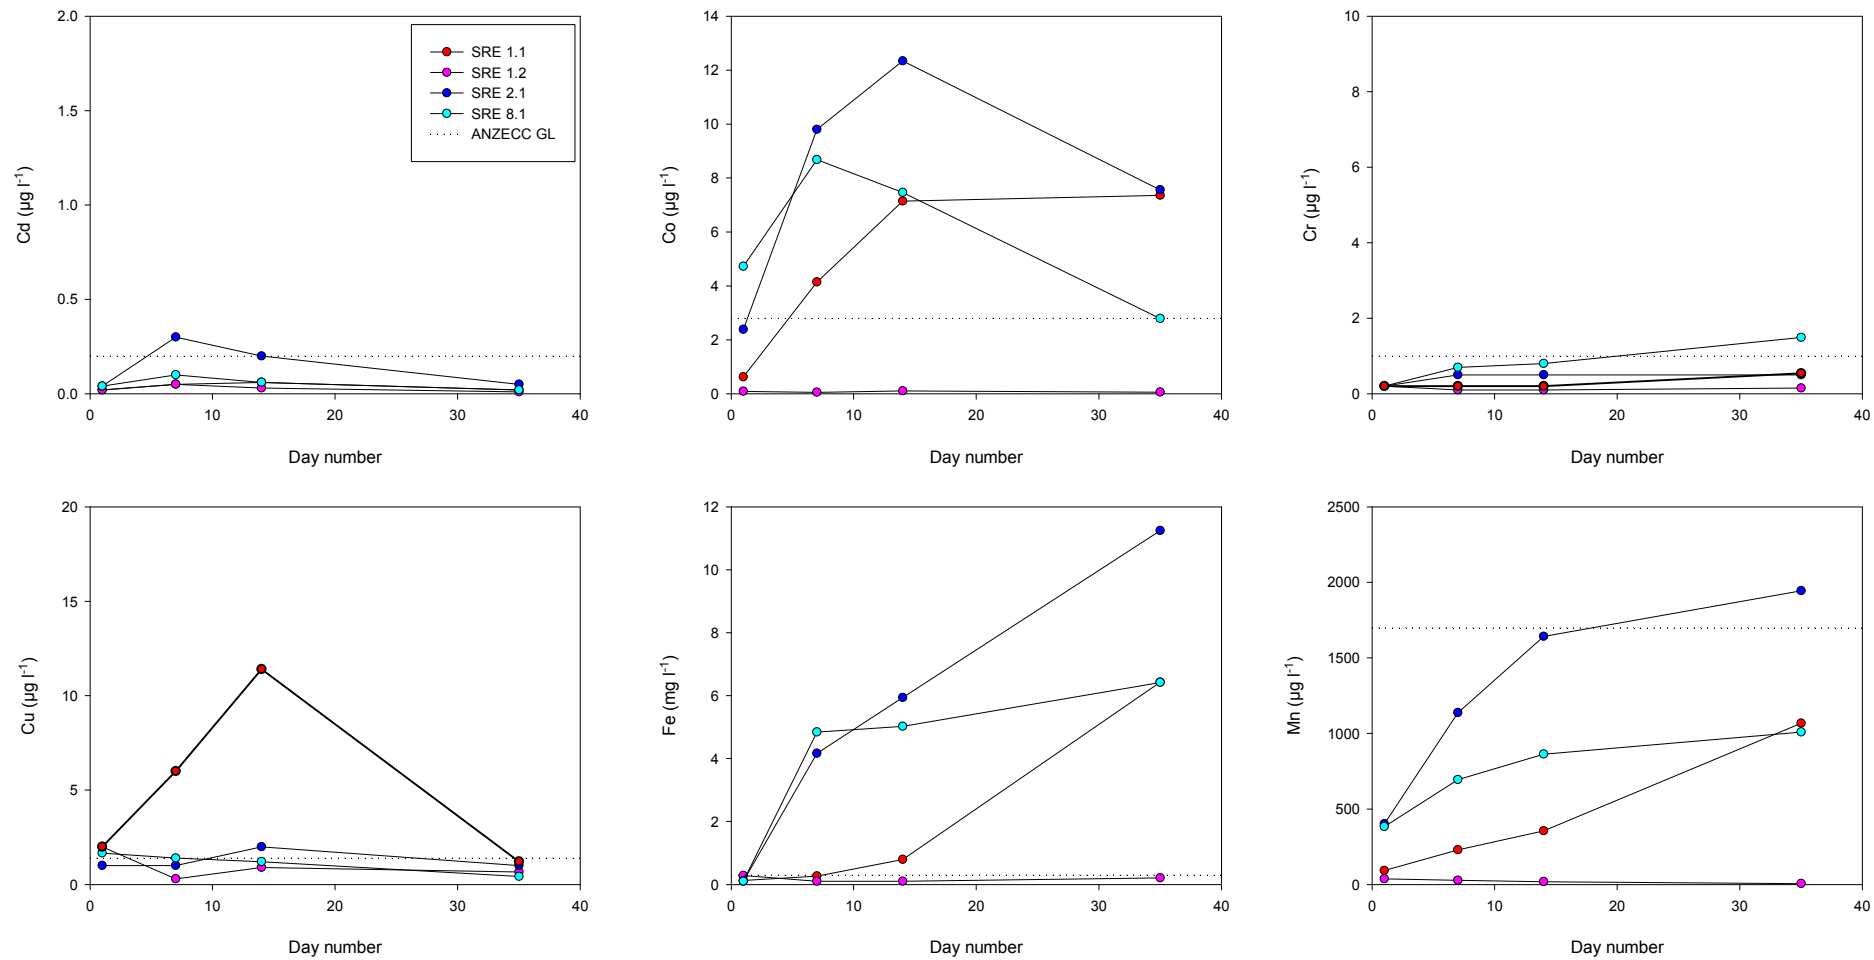 2.0
1.5
1.0
0.5
0.0
Cd (µg l-1)
0 10 20 30 40
Day number
SRE 1.1
SRE 1.2
SRE 2.1
SRE 8.1
ANZECC GL
14
12
10
8
6
4
2
0
Co (µg l-1)
0 10 20 30 40
Day number
10
8
6
4
2
0
Cr (µg l-1)
0 10 20 30 40
Day number
20
15
10
5
0
Cu (µg l-1)
0 10 20 30 40
Day number
12
10
8
6
4
2
0
Fe (mg l-1)
0 10 20 30 40
Day number
2500
2000
1500
1000
500
0
Mn (µg l-1)
0 10 20 30 40
Day number